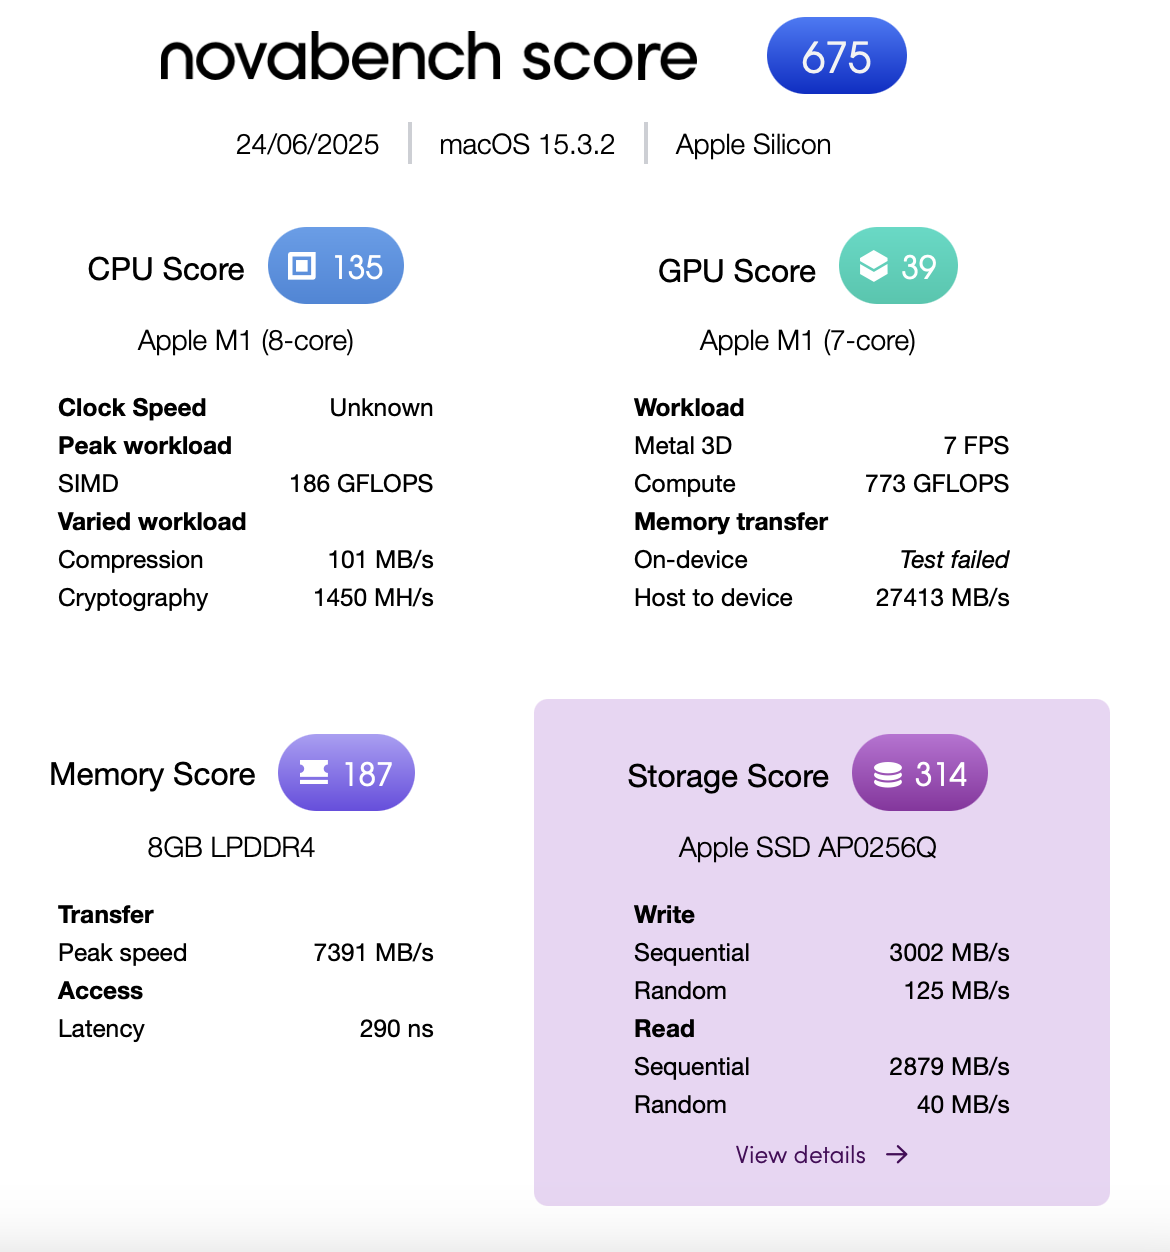 novabench score 675
24/06/2025 macOS 15.3.2 Apple Silicon
CPU Score 135
Apple M1 (8-core)
Clock Speed Unknown
Peak workload
SIMD 186 GFLOPS
Varied workload
Compression 101 MB/s
Cryptography 1450 MH/s
GPU Score 39
Apple M1 (7-core)
Workload
Metal 3D 7 FPS
Compute 773 GFLOPS
Memory transfer
On-device Test failed
Host to device 27413 MB/s
Memory Score 187
8GB LPDDR4
Transfer
Peak speed 7391 MB/s
Access
Latency 290 ns
Storage Score 314
Apple SSD AP0256Q
Write
Sequential 3002 MB/s
Random 125 MB/s
Read
Sequential 2879 MB/s
Random 40 MB/s
View details →